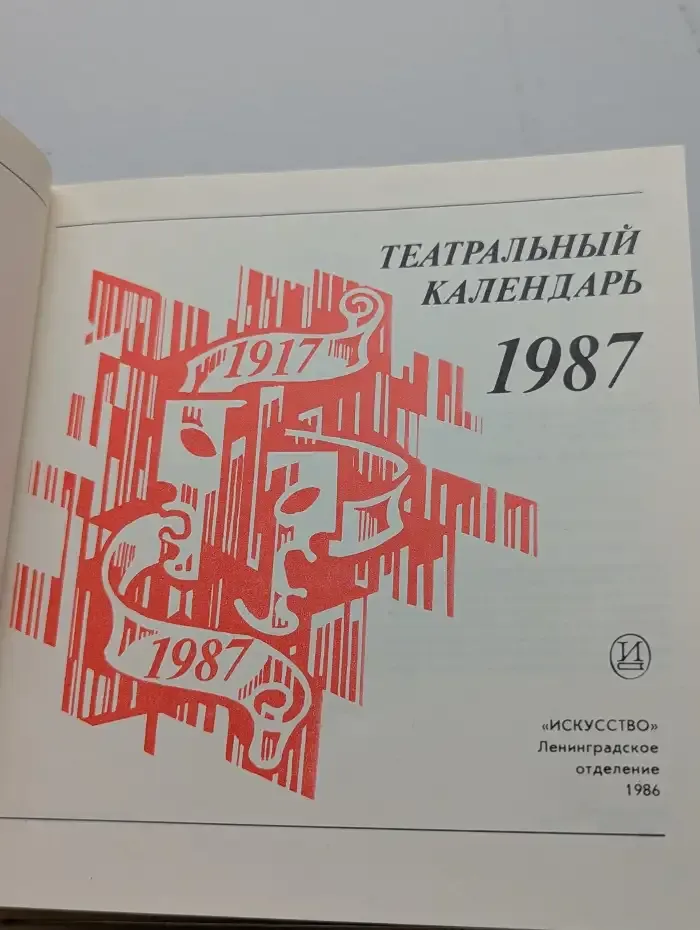 ТЕАТРАЛЬНЫЙ
КАЛЕНДАРЬ
1987
1917
1987
И
«ИСКУССТВО»
Ленинградское
отделение
1986